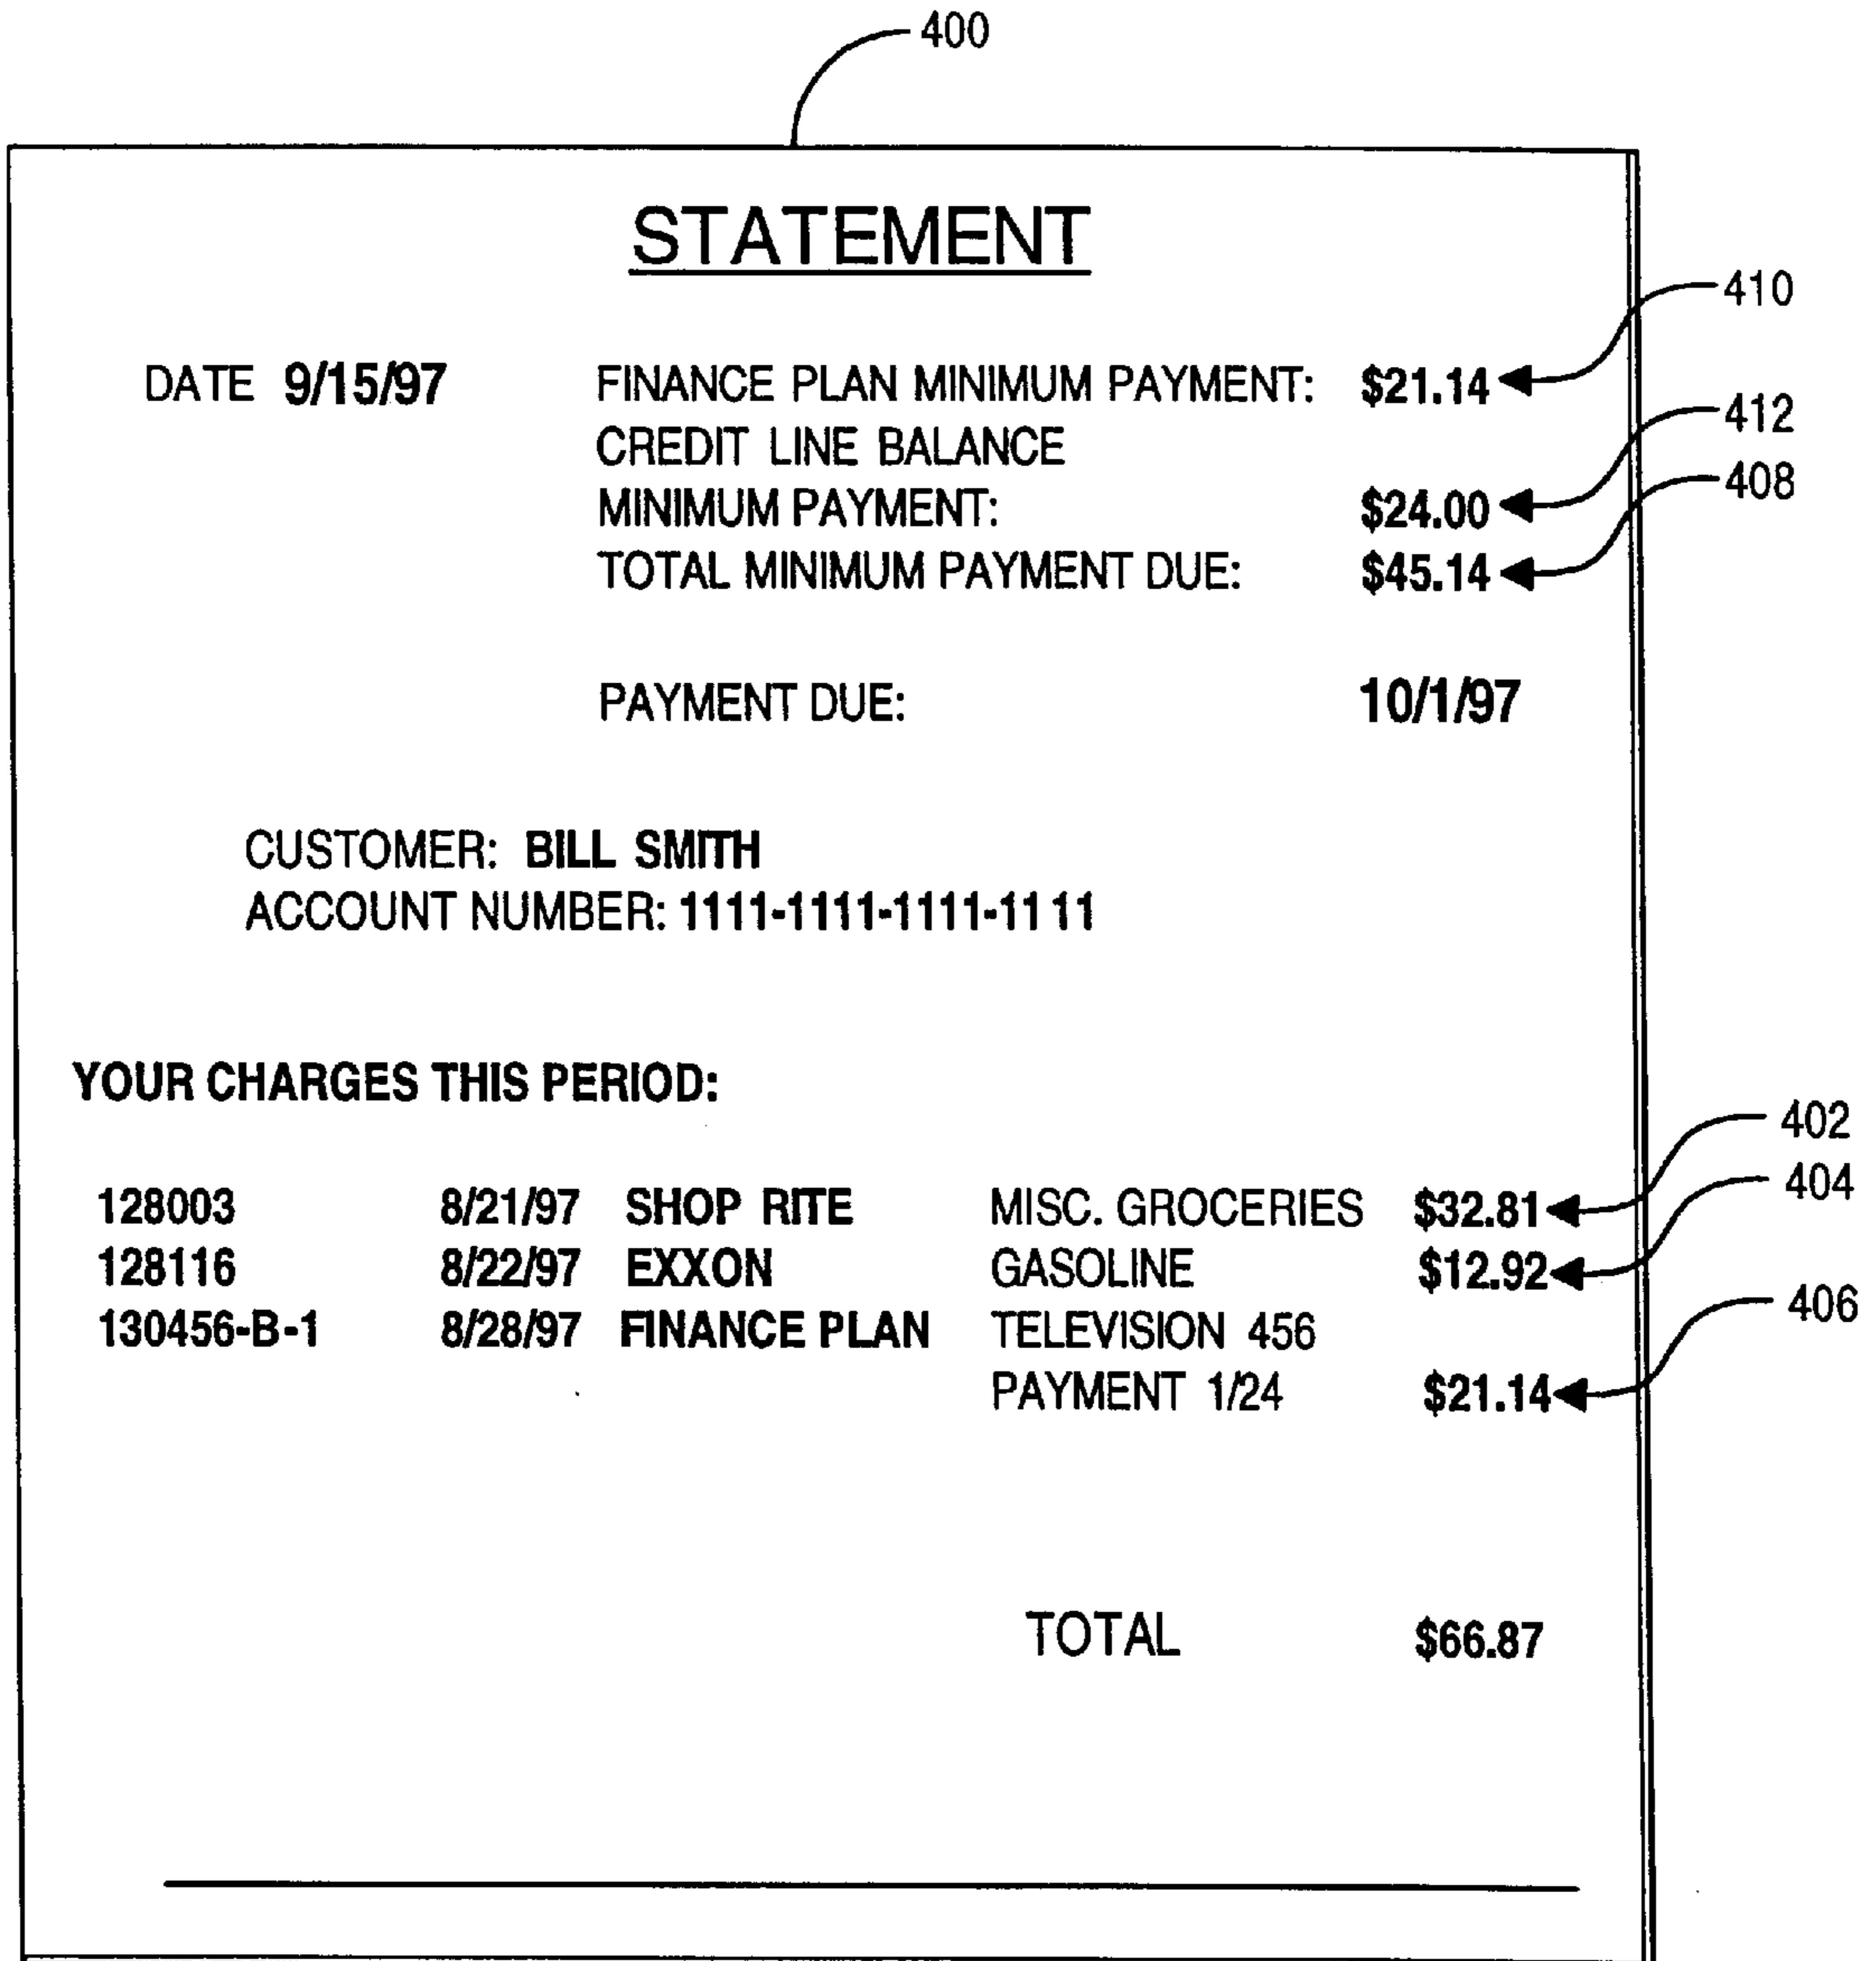 400
STATEMENT
410
DATE 9/15/97 FINANCE PLAN MINIMUM PAYMENT: $21.14
412
CREDIT LINE BALANCE
408
MINIMUM PAYMENT: $24.00
TOTAL MINIMUM PAYMENT DUE: $45.14
PAYMENT DUE: 10/1/97
CUSTOMER: BILL SMITH
ACCOUNT NUMBER: 1111-1111-1111-1111
YOUR CHARGES THIS PERIOD:
402
404
128003 8/21/97 SHOP RITE MISC. GROCERIES $32.81
128116 8/22/97 EXXON GASOLINE $12.92
406
130456-B-1 8/28/97 FINANCE PLAN TELEVISION 456
PAYMENT 1/24 $21.14
TOTAL $66.87